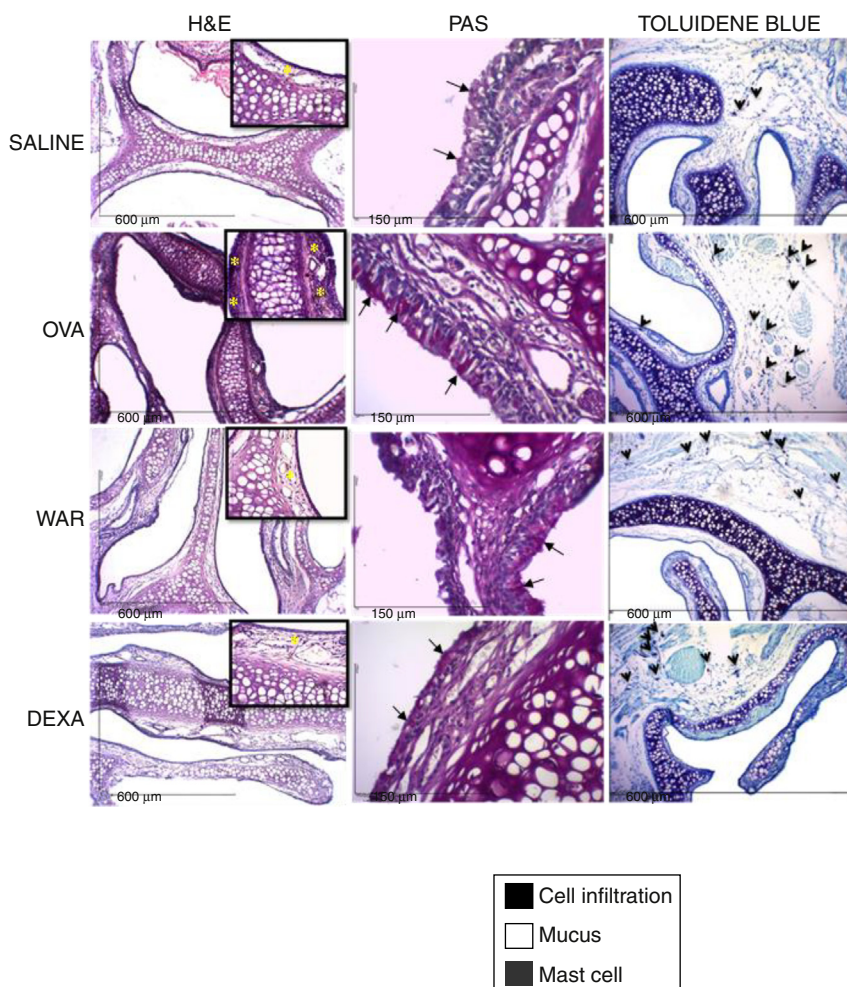 H&E PAS TOLUIDENE BLUE
SALINE
600 µm 150 µm 600 µm
OVA
600 µm 150 µm 600 µm
WAR
600 µm 150 µm 600 µm
DEXA
600 µm 150 µm 600 µm
Cell infiltration
Mucus
Mast cell